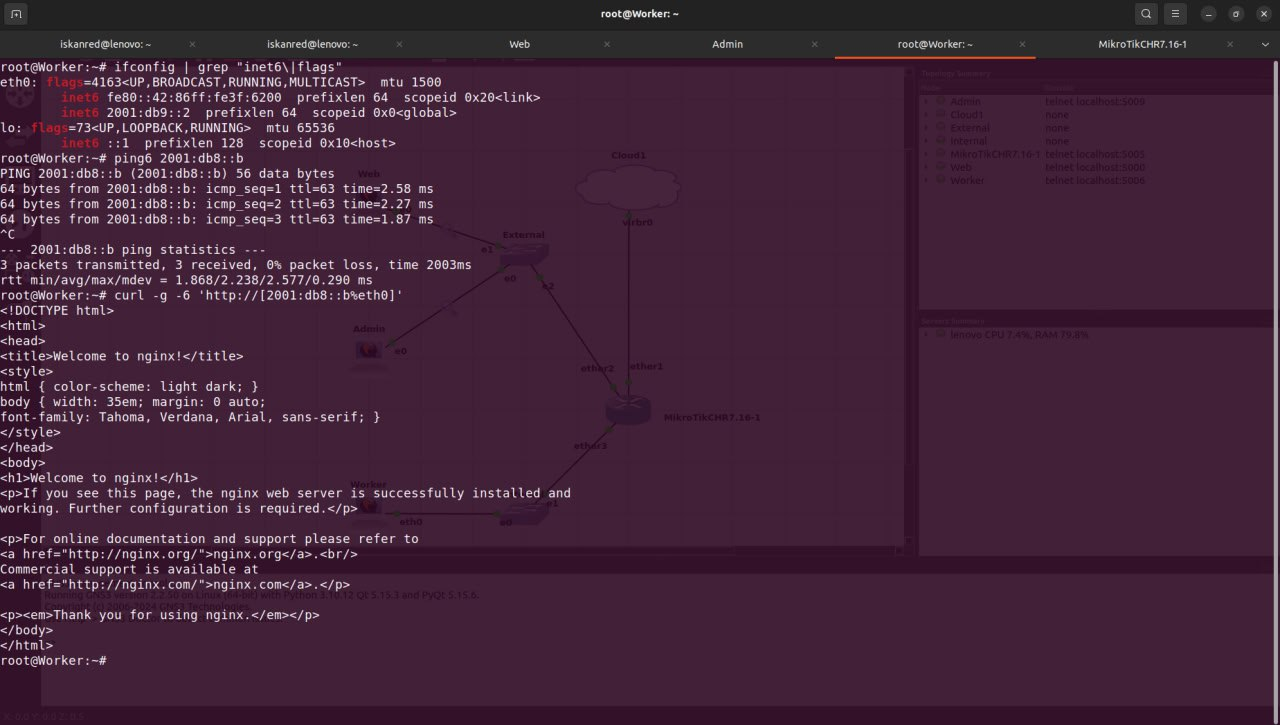 root@Worker: ~
iskanred@lenovo: ~
iskanred@lenovo: ~
Web
Admin
root@Worker: ~
MikroTikCHR7.16-1
root@Worker:~# ifconfig | grep "inet6\|flags"
eth0: flags=4163<UP,BROADCAST,RUNNING,MULTICAST>  mtu 1500
        inet6 fe80::42:86ff:fe3f:6200  prefixlen 64  scopeid 0x20<link>
        inet6 2001:db9::2  prefixlen 64  scopeid 0x0<global>
lo: flags=73<UP,LOOPBACK,RUNNING>  mtu 65536
        inet6 ::1  prefixlen 128  scopeid 0x10<host>
root@Worker:~# ping6 2001:db8::b
PING 2001:db8::b (2001:db8::b) 56 data bytes
64 bytes from 2001:db8::b: icmp_seq=1 ttl=63 time=2.58 ms
64 bytes from 2001:db8::b: icmp_seq=2 ttl=63 time=2.27 ms
64 bytes from 2001:db8::b: icmp_seq=3 ttl=63 time=1.87 ms
^C
--- 2001:db8::b ping statistics ---
3 packets transmitted, 3 received, 0% packet loss, time 2003ms
rtt min/avg/max/mdev = 1.868/2.238/2.577/0.290 ms
root@Worker:~# curl -g -6 'http://[2001:db8::b%eth0]'
<!DOCTYPE html>
<html>
<head>
<title>Welcome to nginx!</title>
<style>
html { color-scheme: light dark; }
body { width: 35em; margin: 0 auto;
font-family: Tahoma, Verdana, Arial, sans-serif; }
</style>
</head>
<body>
<h1>Welcome to nginx!</h1>
<p>If you see this page, the nginx web server is successfully installed and
working. Further configuration is required.</p>
<p>For online documentation and support please refer to
<a href="http://nginx.org/">nginx.org</a>.<br/>
Commercial support is available at
<a href="http://nginx.com/">nginx.com</a>.</p>
<p><em>Thank you for using nginx.</em></p>
</body>
</html>
root@Worker:~#
Cloud1
virbr0
Web
External
e1
e0
e2
Admin
e0
ether2
ether1
MikroTikCHR7.16-1
ether3
Worker
eth0
e0
e1
Topology Summary
Admin telnet localhost:5009
Cloud1 none
External none
Internal none
MikroTikCHR7.16-1 telnet localhost:5005
Web telnet localhost:5000
Worker telnet localhost:5006
Servers Summary
lenovo CPU 7.4%, RAM 79.8%
Running GNS3 version 2.2.50 on Linux (64-bit) with Python 3.10.12 Qt 5.15.3 and PyQt 5.15.6.
Copyright (c) 2006-2024 GNS3 Technologies.